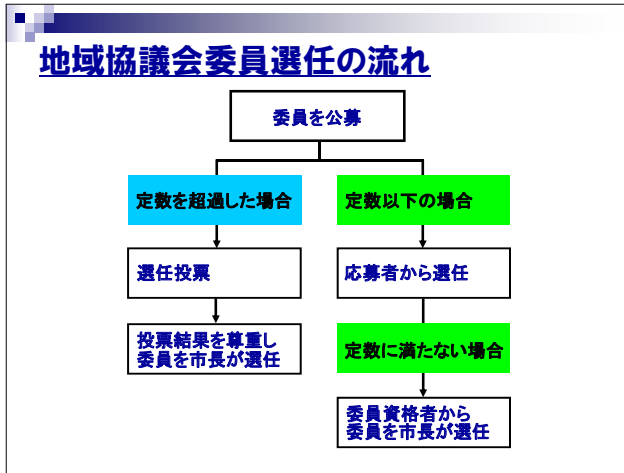 地域協議会委員選任の流れ
委員を公募
定数を超過した場合
定数以下の場合
選任投票
応募者から選任
投票結果を尊重し
委員を市長が選任
定数に満たない場合
委員資格者から
委員を市長が選任